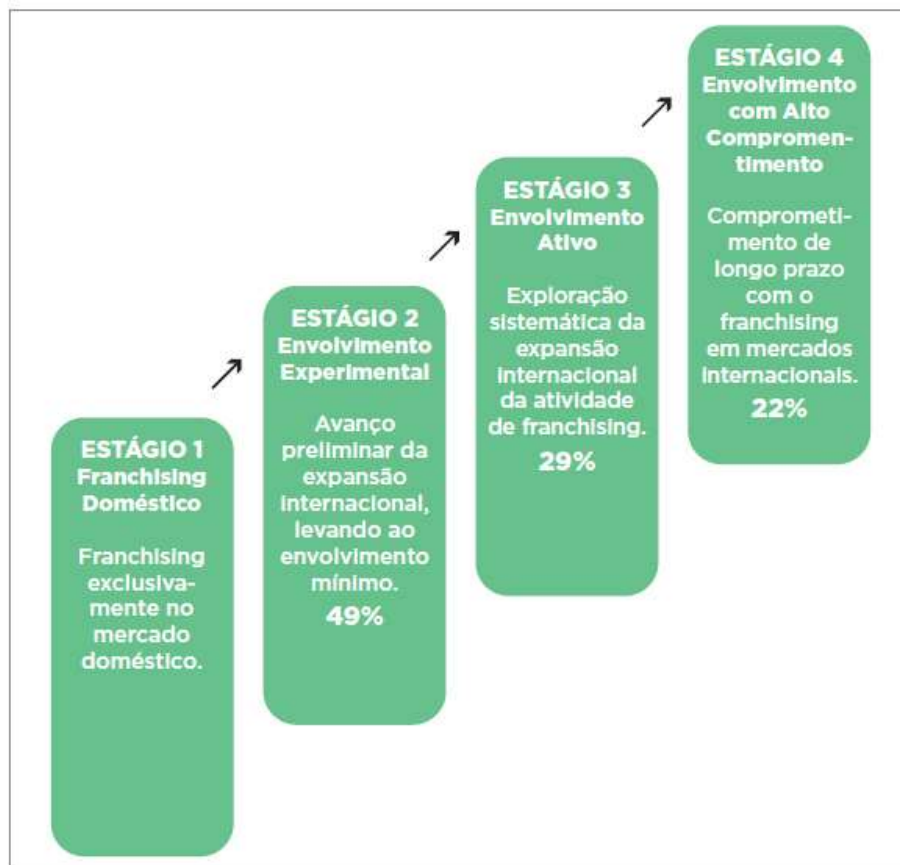 ESTÁGIO 1
Franchising
Doméstico
Franchising
exclusiva-
mente no
mercado
doméstico.
ESTÁGIO 2
Envolvimento
Experimental
Avanço
preliminar da
expansão
internacional,
levando ao
envolvimento
mínimo.
49%
ESTÁGIO 3
Envolvimento
Ativo
Exploração
sistemática da
expansão
internacional
da atividade
de franchising.
29%
ESTÁGIO 4
Envolvimento
com Alto
Compromen-
timento
Comprometi-
mento de
longo prazo
com o
franchising
em mercados
internacionais.
22%